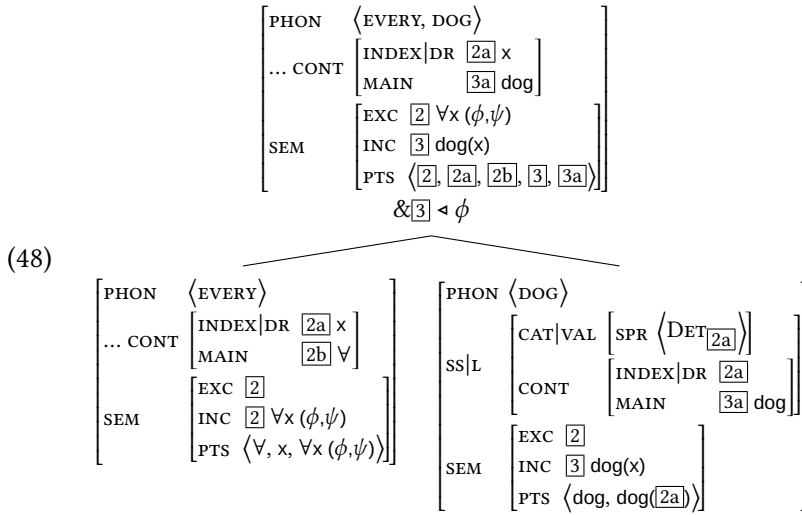 PHON ⟨EVERY, DOG⟩
... CONT [INDEX|DR 2a x
MAIN 3a dog]
SEM [EXC 2 ∀x (ϕ,ψ)
INC 3 dog(x)
PTS ⟨2, 2a, 2b, 3, 3a⟩]
&3 ◂ ϕ
(48)
PHON ⟨EVERY⟩
... CONT [INDEX|DR 2a x
MAIN 2b ∀]
SEM [EXC 2
INC 2 ∀x (ϕ,ψ)
PTS ⟨∀, x, ∀x (ϕ,ψ)⟩]
PHON ⟨DOG⟩
SS|L [CAT|VAL [SPR ⟨DET2a⟩]
CONT [INDEX|DR 2a
MAIN 3a dog]]
SEM [EXC 2
INC 3 dog(x)
PTS ⟨dog, dog(2a)⟩]